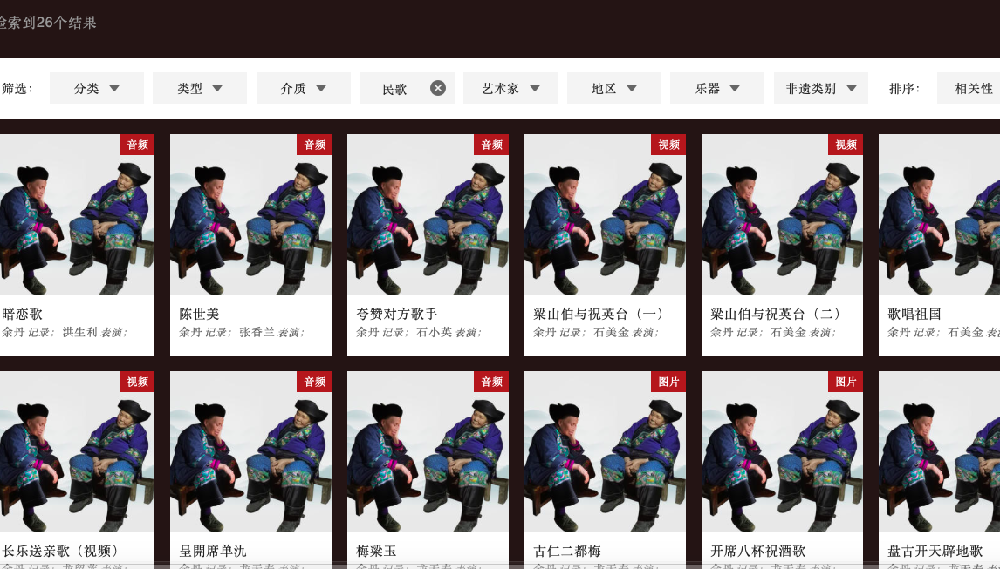 检索到26个结果
筛选: 分类 类型 介质 民歌 艺术家 地区 乐器 非遗类别 排序: 相关性
音频 音频 音频 视频 视频
暗恋歌 陈世美 夸赞对方歌手 梁山伯与祝英台（一） 梁山伯与祝英台（二） 歌唱祖国
余丹 记录; 洪生利 表演; 余丹 记录; 张香兰 表演; 余丹 记录; 石小英 表演; 余丹 记录; 石美金 表演; 余丹 记录; 石美金 表演; 余丹 记录; 石美金 表
视频 音频 音频 图片 图片
长乐送亲歌（视频） 呈開席单氿 梅梁玉 古仁二都梅 开席八杯祝酒歌 盘古开天辟地歌